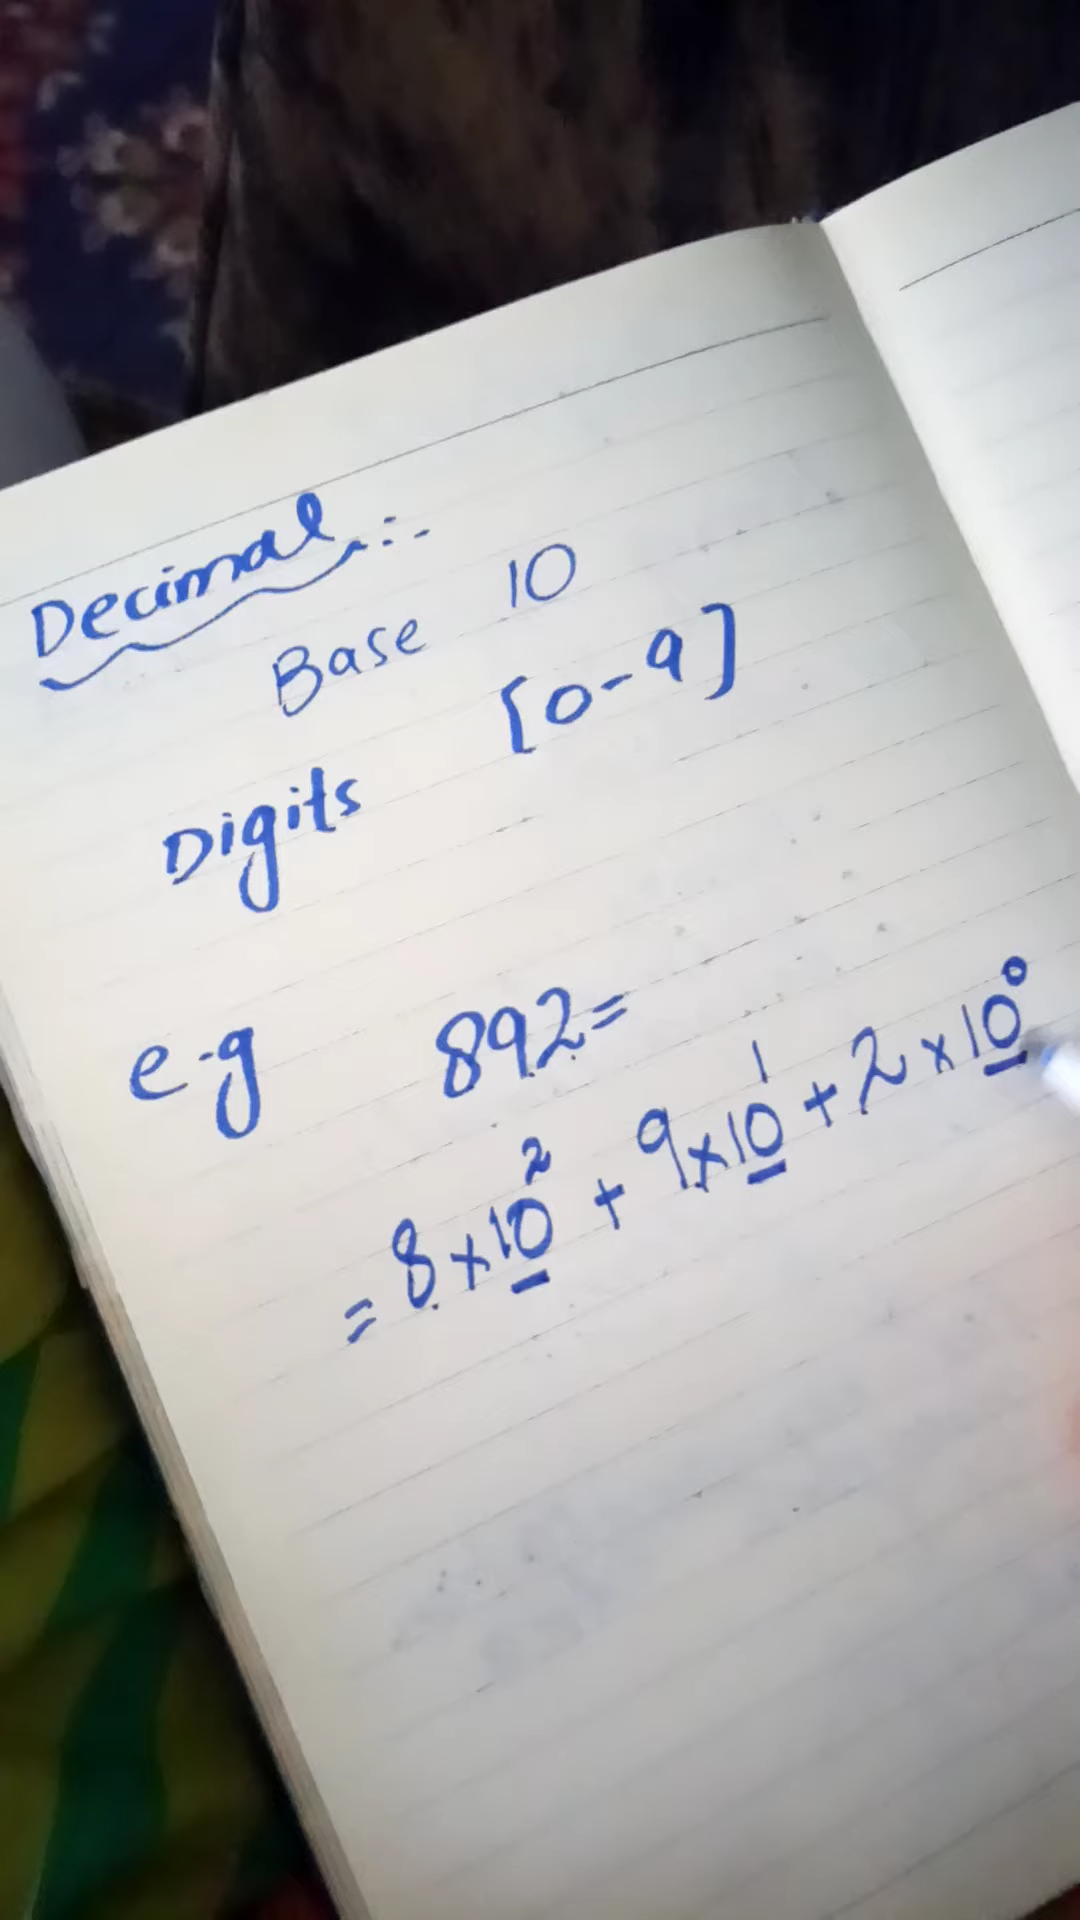 Decimal :-
Base 10
Digits [0-9]
e.g 892=
= 8×10² + 9×10¹ + 2×10⁰